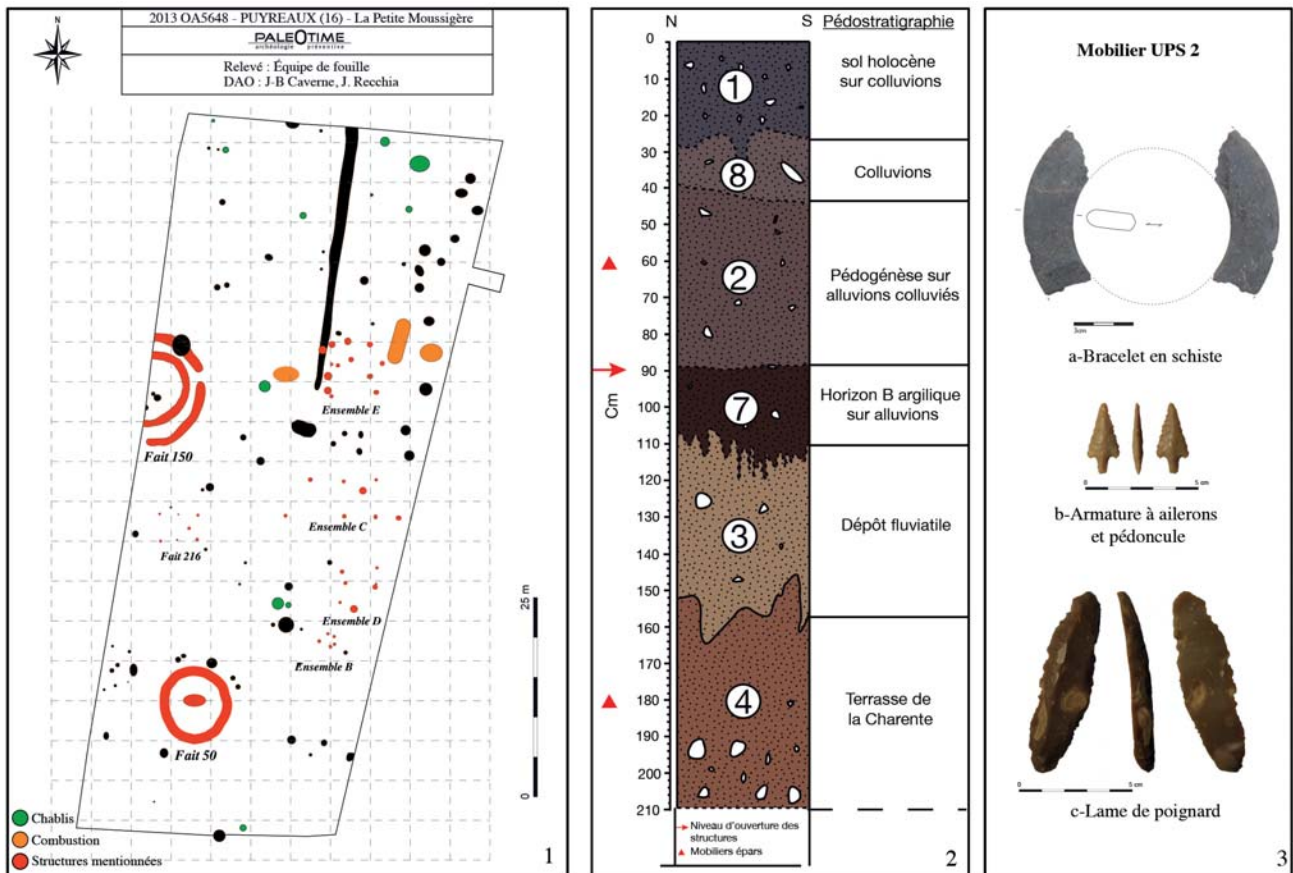 2013 OA5648 - PUYREAUX (16) - La Petite Moussigère
PALEOTIME
archéologie préventive
Relevé : Équipe de fouille
DAO : J-B Caverne, J. Recchia
N
Ensemble E
Fait 150
Ensemble C
Fait 216
Ensemble D
Ensemble B
Fait 50
25 m
0
Chablis
Combustion
Structures mentionnées
1
N
S
Pédostratigraphie
0
10
20
30
40
50
60
70
80
90
100
110
120
130
140
150
160
170
180
190
200
210
Cm
1
8
2
7
3
4
sol holocène
sur colluvions
Colluvions
Pédogénèse sur
alluvions colluviés
Horizon B argilique
sur alluvions
Dépôt fluviatile
Terrasse de
la Charente
Niveau d'ouverture des
structures
Mobiliers épars
2
Mobilier UPS 2
3cm
a-Bracelet en schiste
0
5 cm
b-Armature à ailerons
et pédoncule
0
5 cm
c-Lame de poignard
3